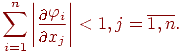 \sum_{i=1}^{n} \left| \frac{\partial \varphi_i}{\partial x_j} \right| < 1, j = \overline{1, n}.